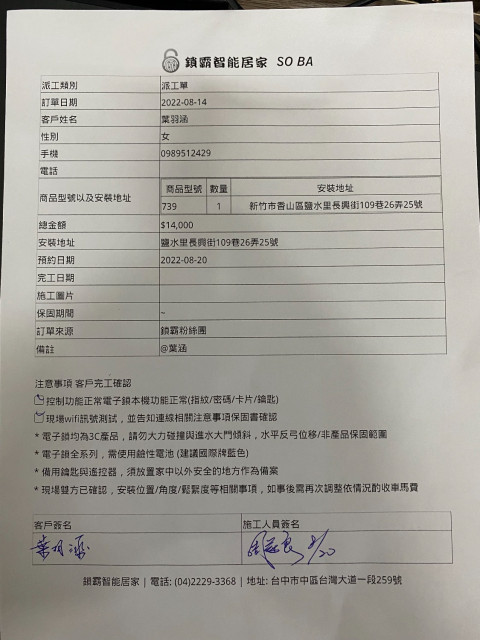 鎖霸智能居家 SO BA
派工類別 派工單
訂單日期 2022-08-14
客戶姓名 葉羽涵
性別 女
手機 0989512429
電話
商品型號以及安裝地址 商品型號 數量 安裝地址
739 1 新竹市香山區鹽水里長興街109巷26弄25號
總金額 $14,000
安裝地址 鹽水里長興街109巷26弄25號
預約日期 2022-08-20
完工日期
施工圖片
保固期間 –
訂單來源 鎖霸粉絲團
備註 @葉涵
注意事項 客戶完工確認
控制功能正常電子鎖本機功能正常(指紋/密碼/卡片/鑰匙)
現場wifi訊號測試，並告知連線相關注意事項保固書確認
* 電子鎖均為3C產品，請勿大力碰撞與進水大門傾斜，水平反弓位移/非產品保固範圍
* 電子鎖全系列，需使用鹼性電池 (建議國際牌藍色)
* 備用鑰匙與遙控器，須放置家中以外安全的地方作為備案
* 現場雙方已確認，安裝位置/角度/鬆緊度等相關事項，如事後需再次調整依情況酌收車馬費
客戶簽名 施工人員簽名
葉羽涵 8/20
鎖霸智能居家 | 電話: (04)2229-3368 | 地址: 台中市中區台灣大道一段259號